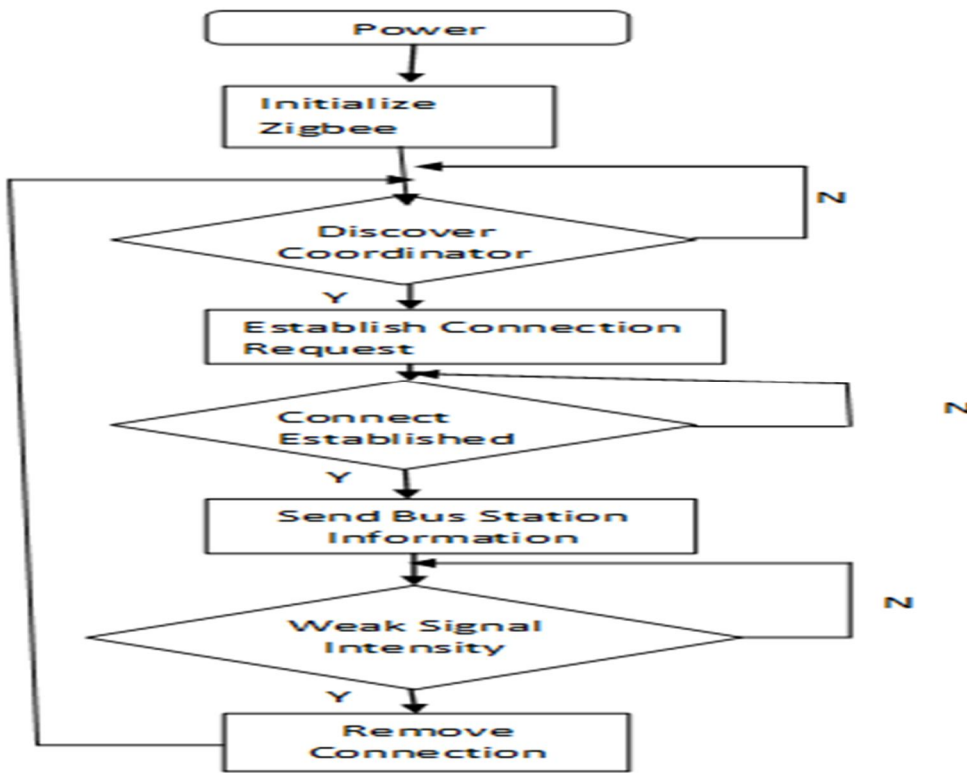 Power
Initialize
Zigbee
N
Discover
Coordinator
Y
Establish Connection
Request
N
Connect
Established
Y
Send Bus Station
Information
N
Weak Signal
Intensity
Y
Remove
Connection